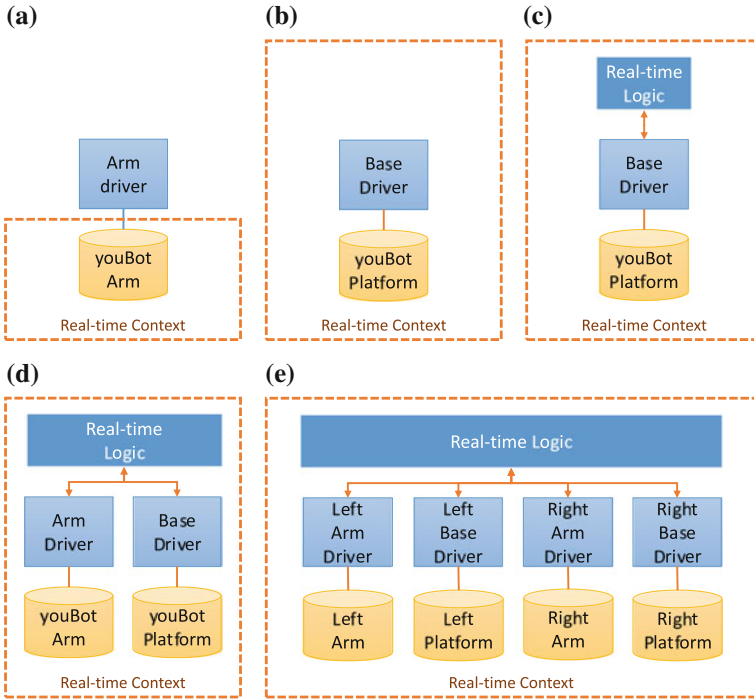 (a)
Arm
driver
youBot
Arm
Real-time Context
(b)
Base
Driver
youBot
Platform
Real-time Context
(c)
Real-time
Logic
Base
Driver
youBot
Platform
Real-time Context
(d)
Real-time
Logic
Arm
Driver
Base
Driver
youBot
Arm
youBot
Platform
Real-time Context
(e)
Real-time Logic
Left
Arm
Driver
Left
Base
Driver
Right
Arm
Driver
Right
Base
Driver
Left
Arm
Left
Platform
Right
Arm
Right
Platform
Real-time Context